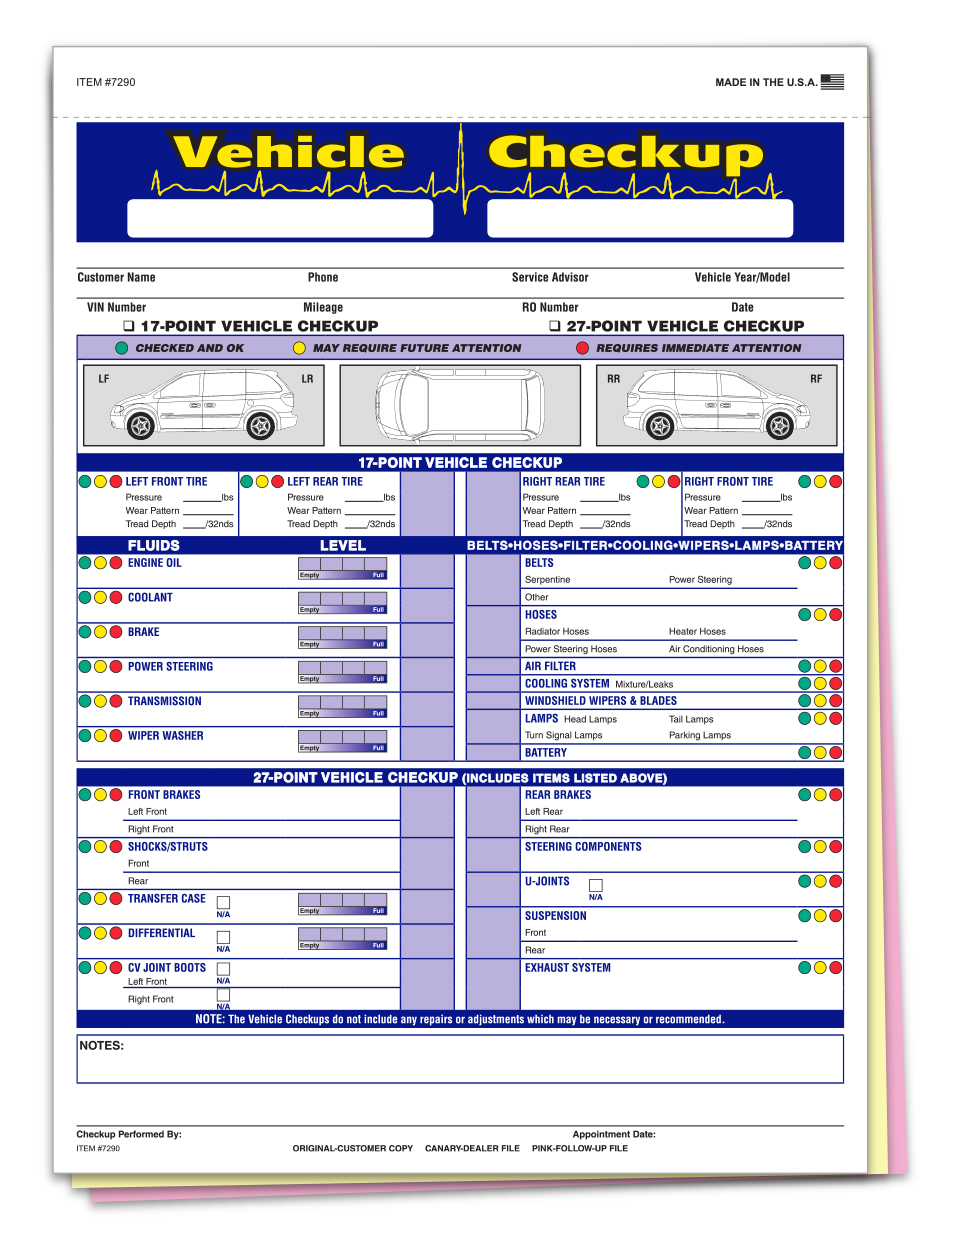 ITEM #7290
MADE IN THE U.S.A.
Vehicle Checkup
Customer Name Phone Service Advisor Vehicle Year/Model
VIN Number Mileage RO Number Date
❑ 17-POINT VEHICLE CHECKUP ❑ 27-POINT VEHICLE CHECKUP
CHECKED AND OK MAY REQUIRE FUTURE ATTENTION REQUIRES IMMEDIATE ATTENTION
LF LR RR RF
17-POINT VEHICLE CHECKUP
LEFT FRONT TIRE LEFT REAR TIRE RIGHT REAR TIRE RIGHT FRONT TIRE
Pressure ________lbs Pressure ________lbs Pressure ________lbs Pressure ________lbs
Wear Pattern __________ Wear Pattern __________ Wear Pattern __________ Wear Pattern __________
Tread Depth ____/32nds Tread Depth ____/32nds Tread Depth ____/32nds Tread Depth ____/32nds
FLUIDS LEVEL
ENGINE OIL
Empty Full
COOLANT
Empty Full
BRAKE
Empty Full
POWER STEERING
Empty Full
TRANSMISSION
Empty Full
WIPER WASHER
Empty Full
BELTS•HOSES•FILTER•COOLING•WIPERS•LAMPS•BATTERY
BELTS
Serpentine Power Steering
Other
HOSES
Radiator Hoses Heater Hoses
Power Steering Hoses Air Conditioning Hoses
AIR FILTER
COOLING SYSTEM Mixture/Leaks
WINDSHIELD WIPERS & BLADES
LAMPS Head Lamps Tail Lamps
Turn Signal Lamps Parking Lamps
BATTERY
27-POINT VEHICLE CHECKUP (INCLUDES ITEMS LISTED ABOVE)
FRONT BRAKES
Left Front
Right Front
SHOCKS/STRUTS
Front
Rear
TRANSFER CASE
N/A
Empty Full
DIFFERENTIAL
N/A
Empty Full
CV JOINT BOOTS
Left Front N/A
Right Front
N/A
REAR BRAKES
Left Rear
Right Rear
STEERING COMPONENTS
U-JOINTS
N/A
SUSPENSION
Front
Rear
EXHAUST SYSTEM
NOTE: The Vehicle Checkups do not include any repairs or adjustments which may be necessary or recommended.
NOTES:
Checkup Performed By: Appointment Date:
ITEM #7290 ORIGINAL-CUSTOMER COPY CANARY-DEALER FILE PINK-FOLLOW-UP FILE